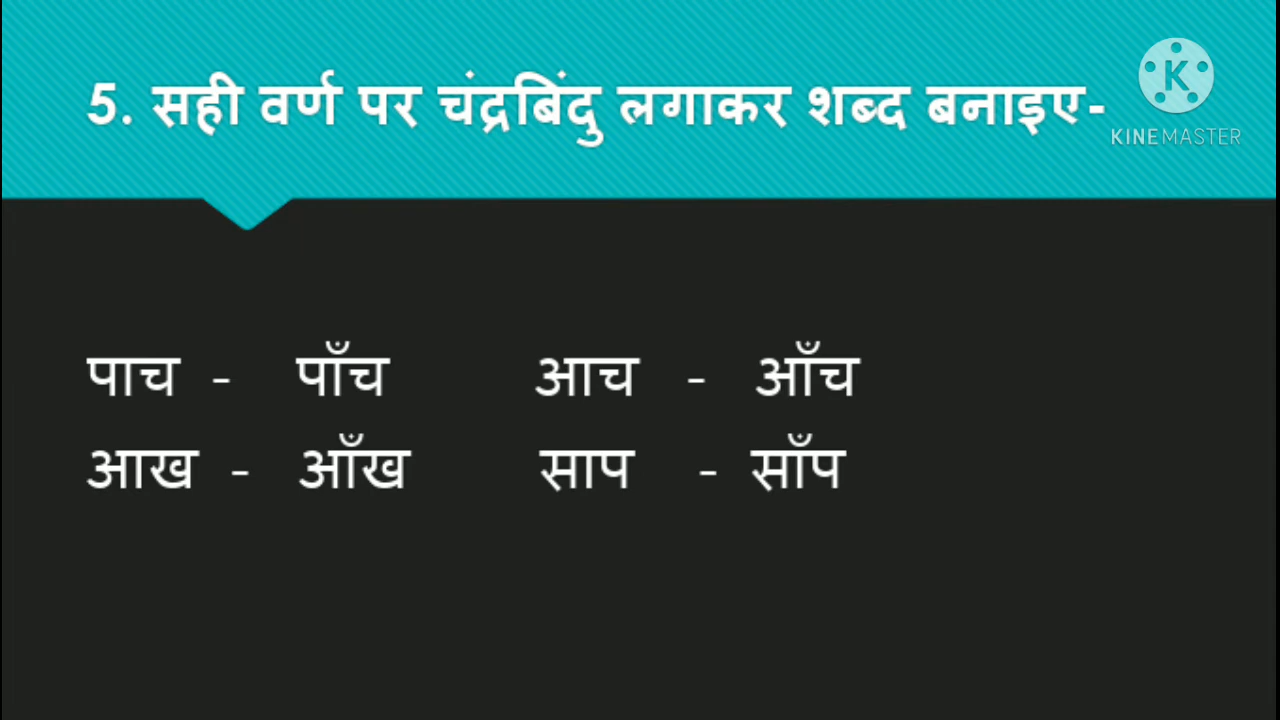 5. सही वर्ण पर चंद्रबिंदु लगाकर शब्द बनाइए-
KINEMASTER
पाच - पाँच आच - आँच
आख - आँख साप - साँप